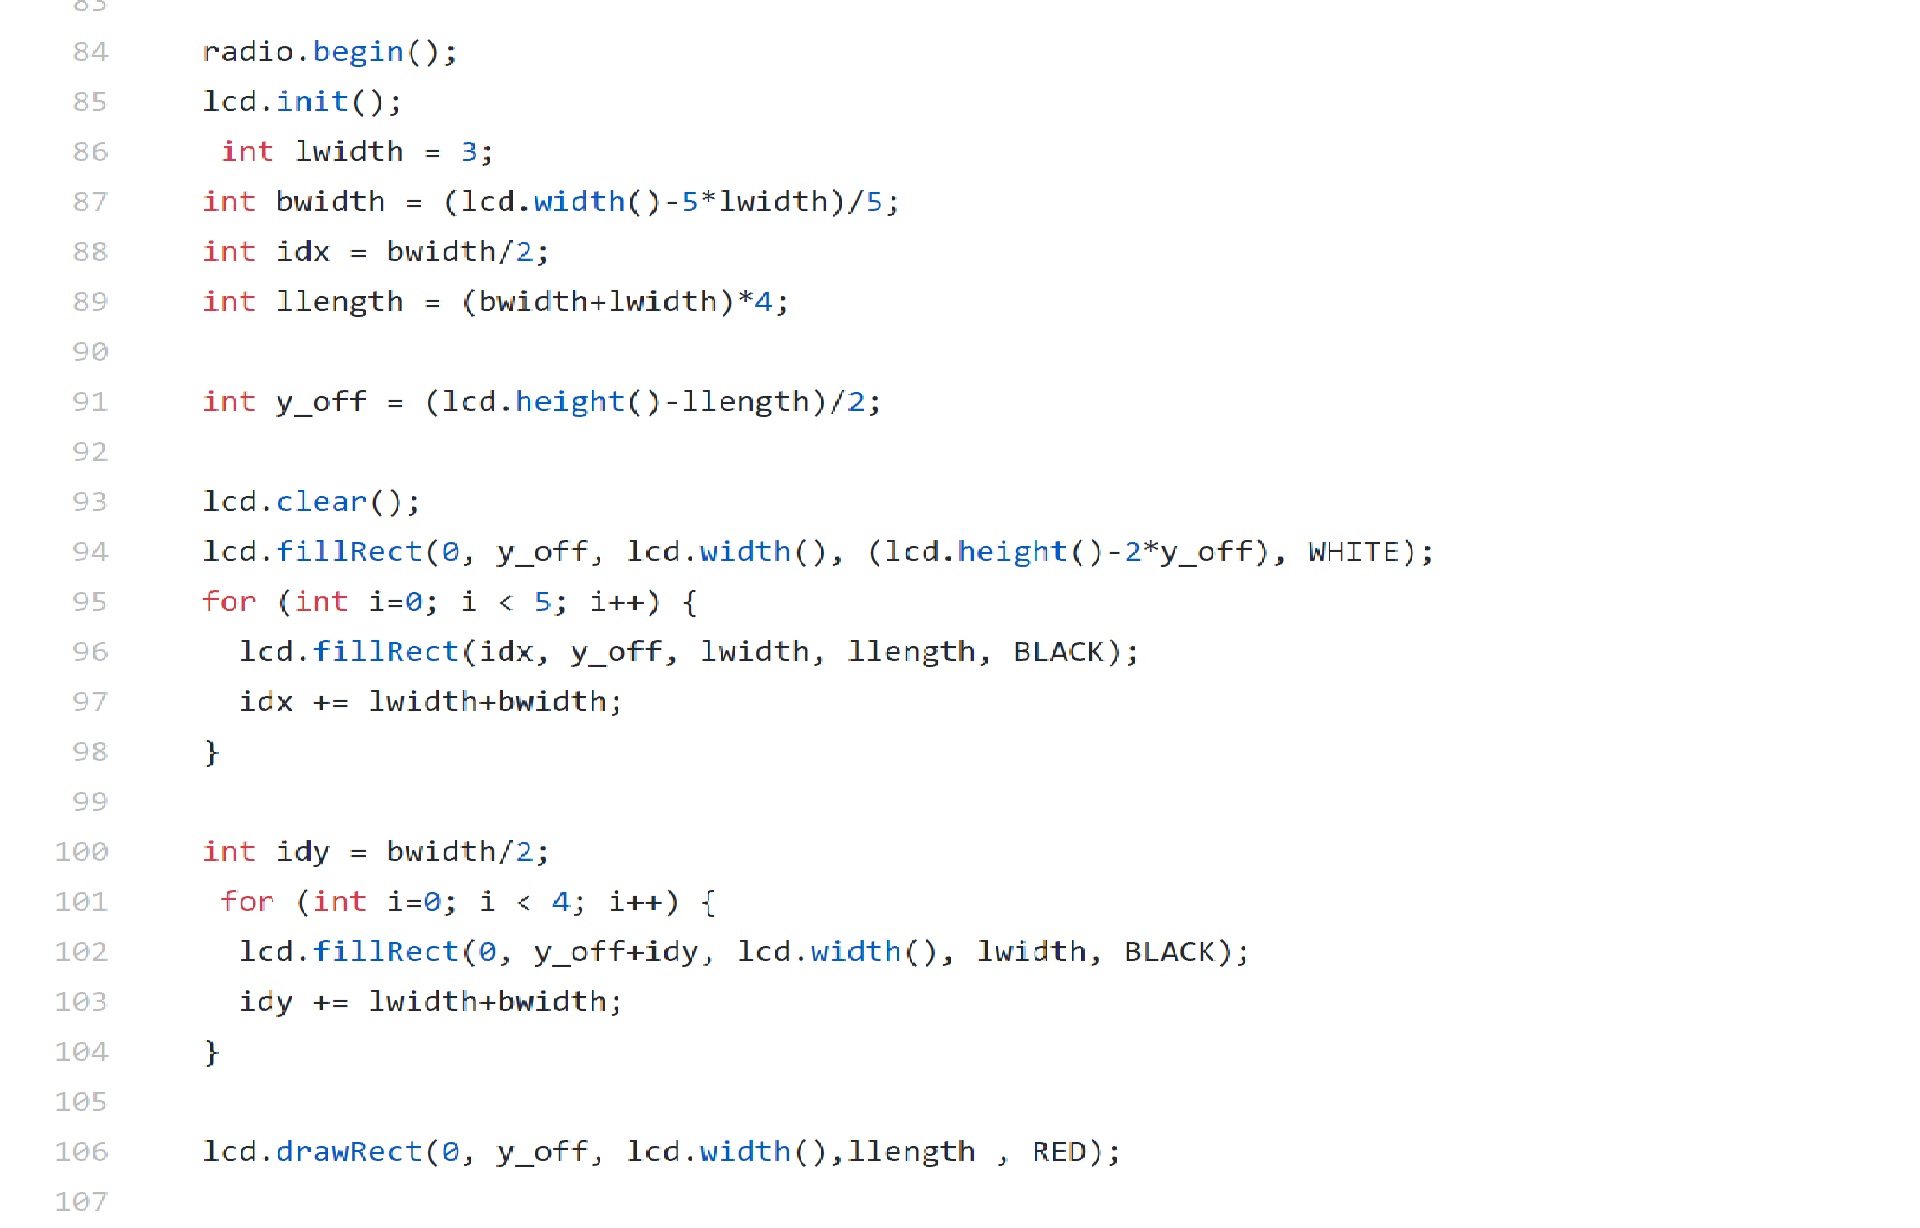 83
84 radio.begin();
85 lcd.init();
86 int lwidth = 3;
87 int bwidth = (lcd.width()-5*lwidth)/5;
88 int idx = bwidth/2;
89 int llength = (bwidth+lwidth)*4;
90
91 int y_off = (lcd.height()-llength)/2;
92
93 lcd.clear();
94 lcd.fillRect(0, y_off, lcd.width(), (lcd.height()-2*y_off), WHITE);
95 for (int i=0; i < 5; i++) {
96 lcd.fillRect(idx, y_off, lwidth, llength, BLACK);
97 idx += lwidth+bwidth;
98 }
99
100 int idy = bwidth/2;
101 for (int i=0; i < 4; i++) {
102 lcd.fillRect(0, y_off+idy, lcd.width(), lwidth, BLACK);
103 idy += lwidth+bwidth;
104 }
105
106 lcd.drawRect(0, y_off, lcd.width(),llength , RED);
107